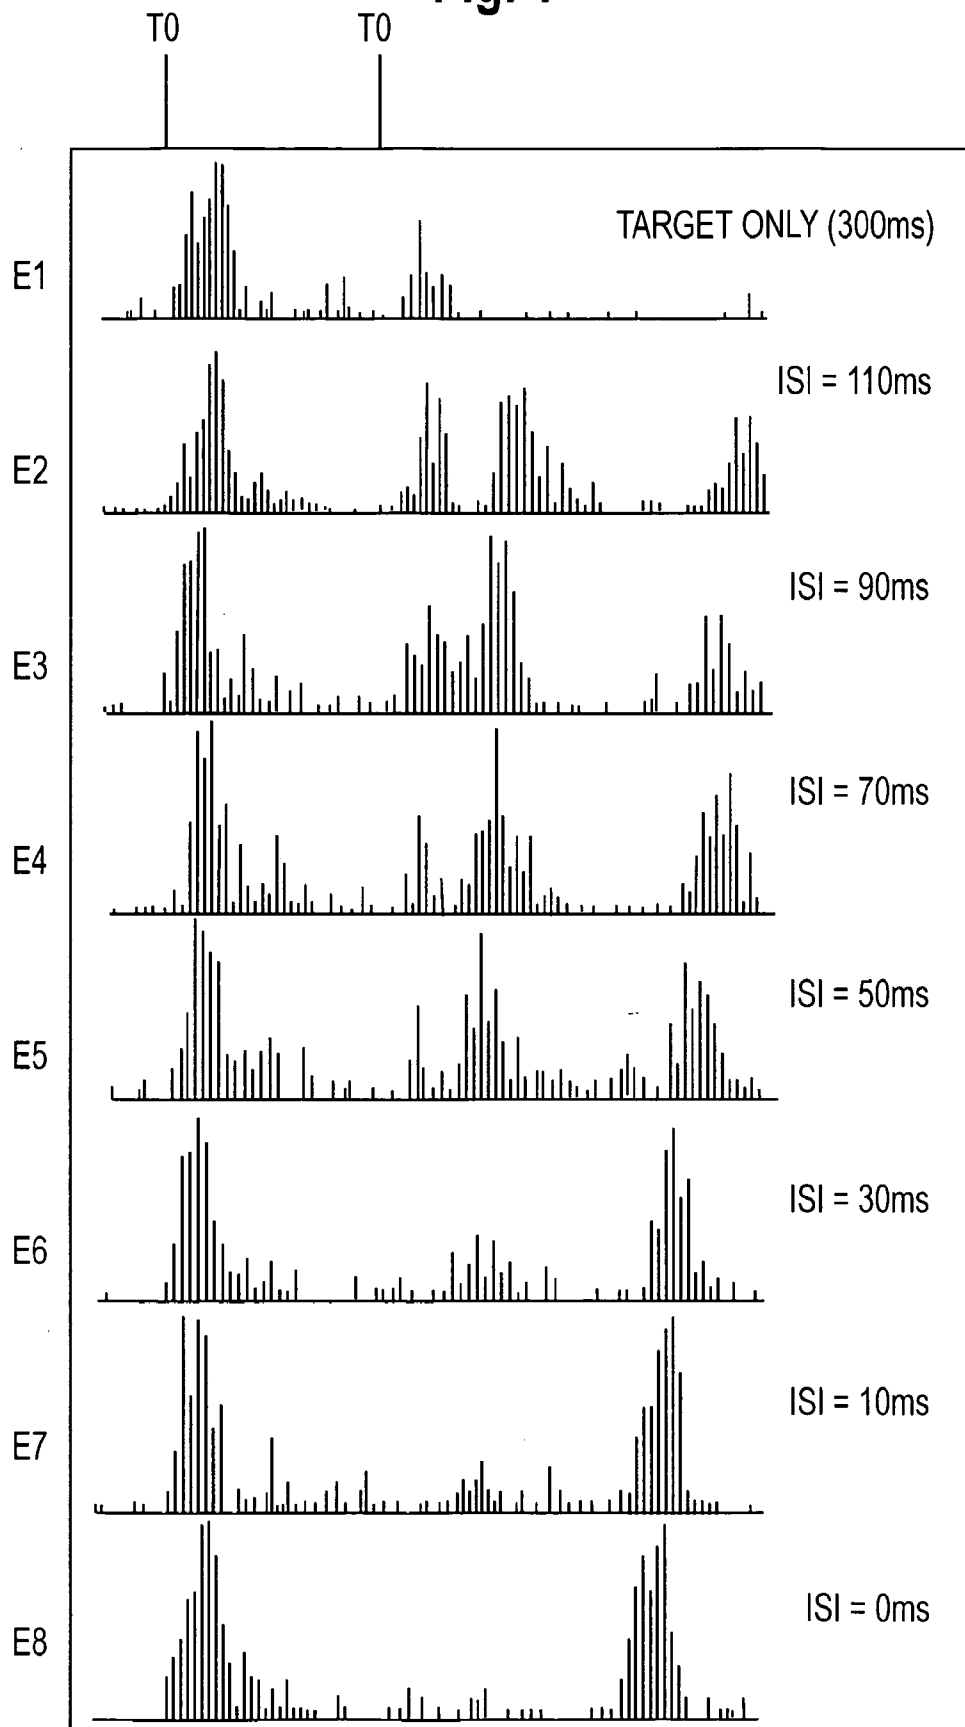 T0 T0
E1 TARGET ONLY (300ms)
E2 ISI = 110ms
E3 ISI = 90ms
E4 ISI = 70ms
E5 ISI = 50ms
E6 ISI = 30ms
E7 ISI = 10ms
E8 ISI = 0ms